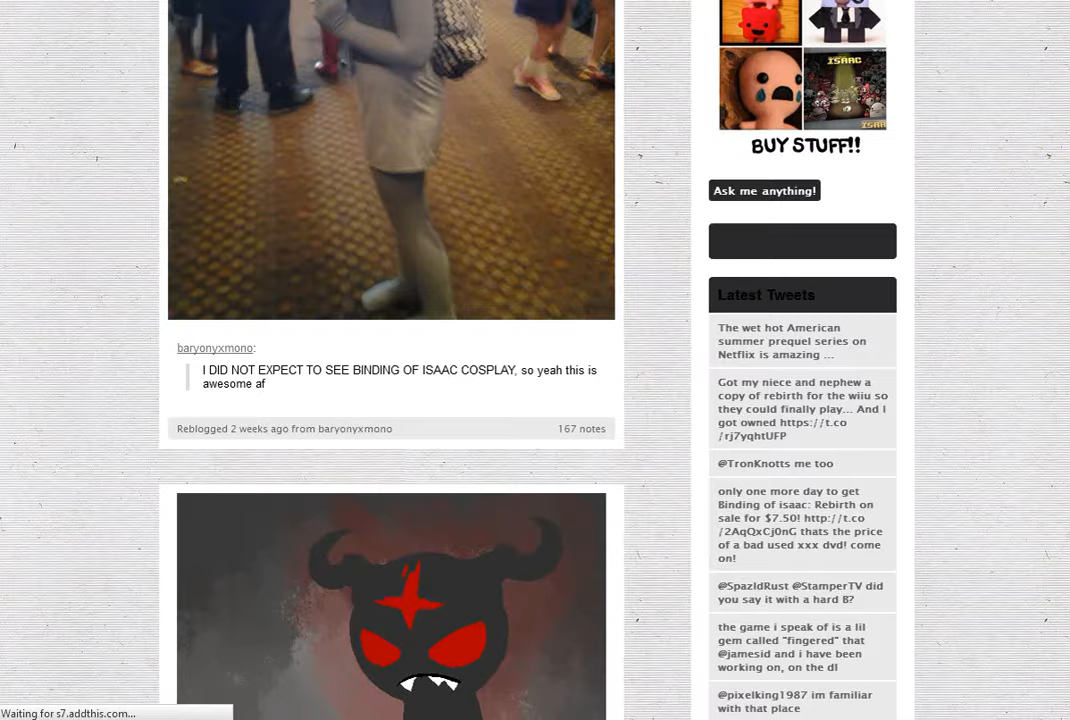 ISAAC
ISAA
BUY STUFF!!
Ask me anything!
Latest Tweets
The wet hot American
summer prequel series on
Netflix is amazing ...
Got my niece and nephew a
copy of rebirth for the wiiu so
they could finally play... And I
got owned https://t.co
/rj7yqhtUFP
@TronKnotts me too
only one more day to get
Binding of isaac: Rebirth on
sale for $7.50! http://t.co
/2AqQxCj0nG thats the price
of a bad used xxx dvd! come
on!
@SpazldRust @StamperTV did
you say it with a hard B?
the game i speak of is a lil
gem called "fingered" that
@jamesid and i have been
working on, on the dl
@pixelking1987 im familiar
with that place
baryonyxmono:
I DID NOT EXPECT TO SEE BINDING OF ISAAC COSPLAY, so yeah this is
awesome af
Reblogged 2 weeks ago from baryonyxmono
167 notes
Waiting for s7.addthis.com...